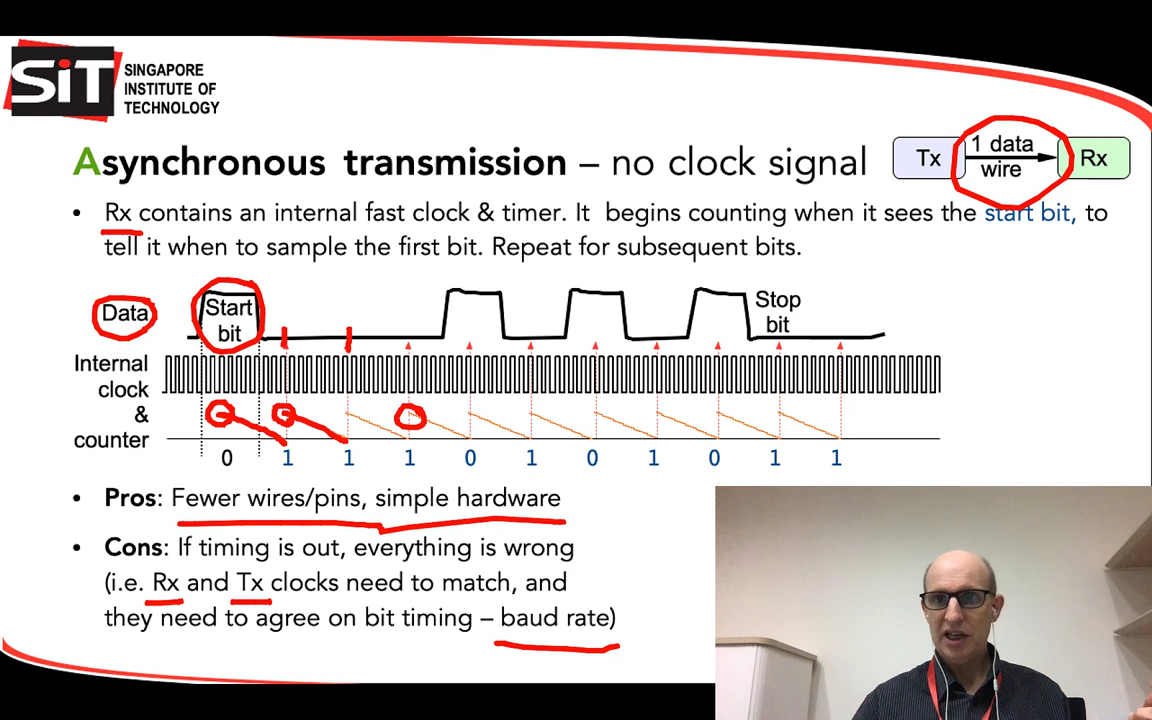 SiT
SINGAPORE
INSTITUTE OF
TECHNOLOGY
Asynchronous transmission – no clock signal
Tx
1 data
wire
Rx
• Rx contains an internal fast clock & timer. It begins counting when it sees the start bit, to
tell it when to sample the first bit. Repeat for subsequent bits.
Data
Start
bit
Stop
bit
Internal
clock
&
counter
0 1 1 1 0 1 0 1 0 1 1
• Pros: Fewer wires/pins, simple hardware
• Cons: If timing is out, everything is wrong
(i.e. Rx and Tx clocks need to match, and
they need to agree on bit timing – baud rate)